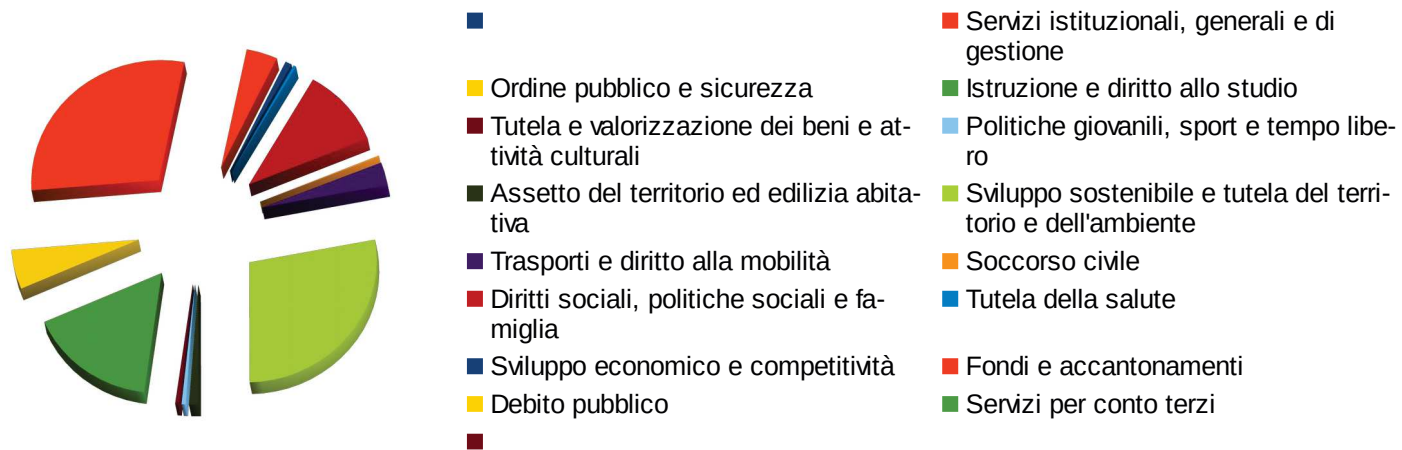 Servizi istituzionali, generali e di
gestione
Ordine pubblico e sicurezza
Istruzione e diritto allo studio
Tutela e valorizzazione dei beni e at-
tività culturali
Politiche giovanili, sport e tempo libe-
ro
Assetto del territorio ed edilizia abita-
tiva
Sviluppo sostenibile e tutela del terri-
torio e dell'ambiente
Trasporti e diritto alla mobilità
Soccorso civile
Diritti sociali, politiche sociali e fa-
miglia
Tutela della salute
Sviluppo economico e competitività
Fondi e accantonamenti
Debito pubblico
Servizi per conto terzi